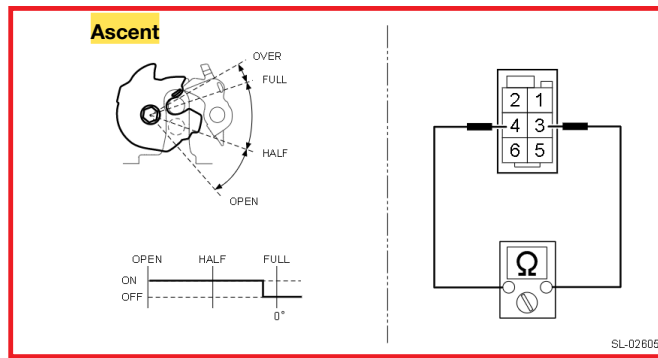 Ascent
OVER
FULL
HALF
OPEN
OPEN HALF FULL
ON
OFF
0°
2 1
4 3
6 5
Ω
SL-02605